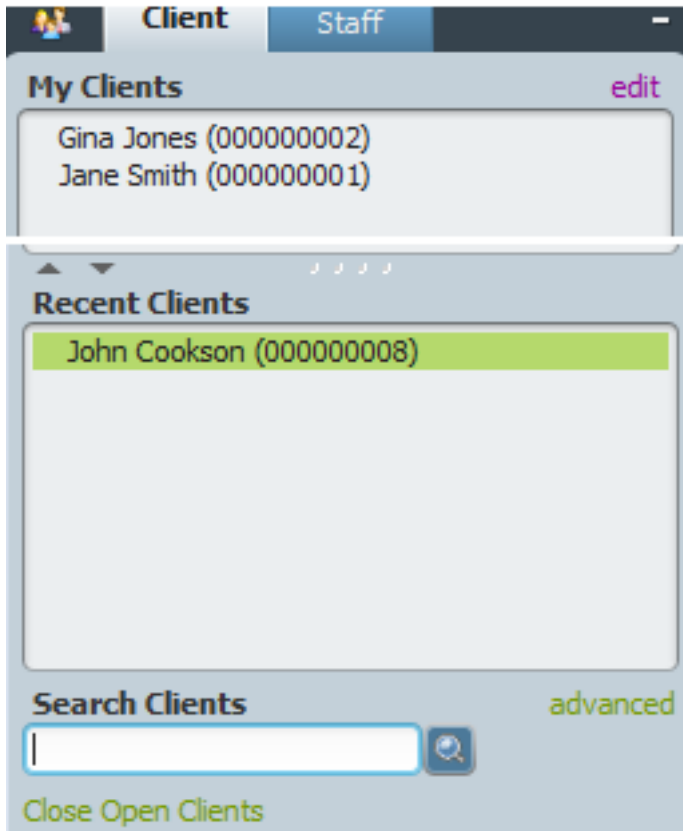 Client Staff
My Clients edit
Gina Jones (000000002)
Jane Smith (000000001)
Recent Clients
John Cookson (000000008)
Search Clients advanced
Close Open Clients